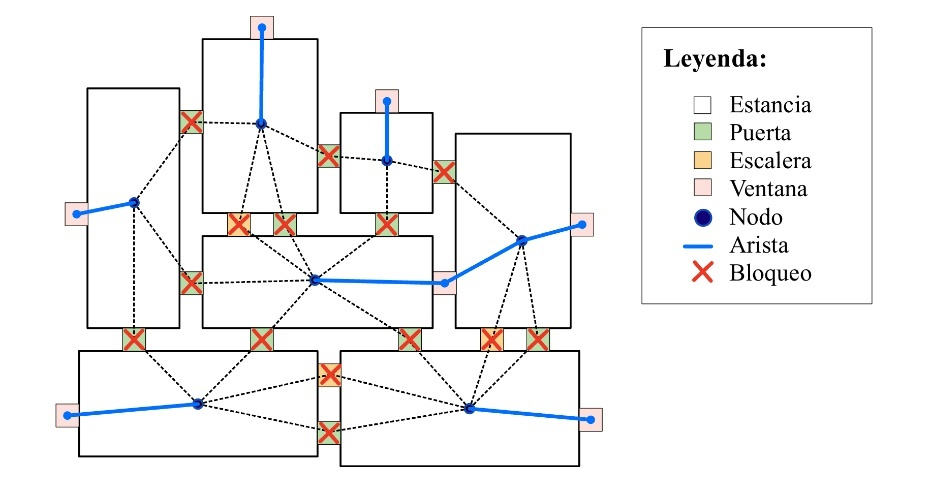 Leyenda:
Estancia
Puerta
Escalera
Ventana
Nodo
Arista
Bloqueo